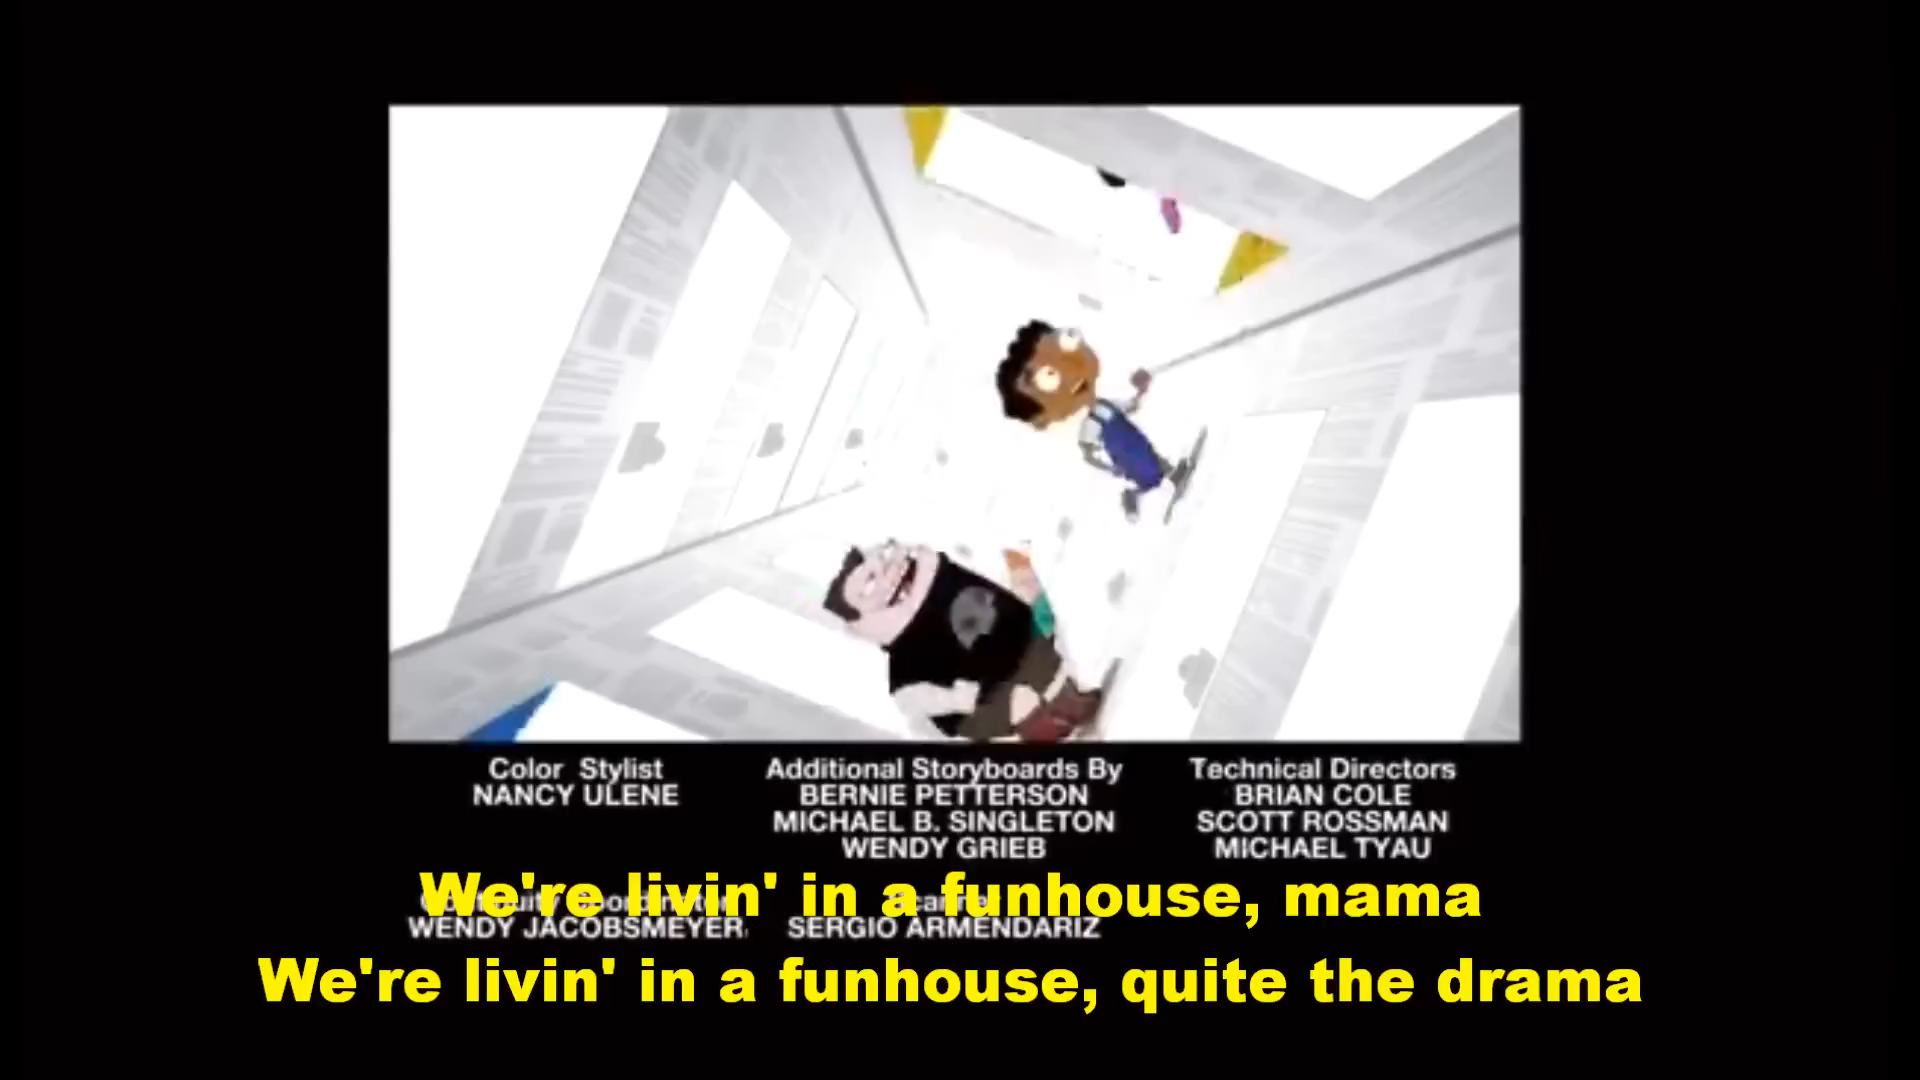 Color Stylist
NANCY ULENE
Additional Storyboards By
BERNIE PETTERSON
MICHAEL B. SINGLETON
WENDY GRIEB
Technical Directors
BRIAN COLE
SCOTT ROSSMAN
MICHAEL TYAU
WENDY JACOBSMEYER
SERGIO ARMENDARIZ
We're livin' in a funhouse, mama
We're livin' in a funhouse, quite the drama